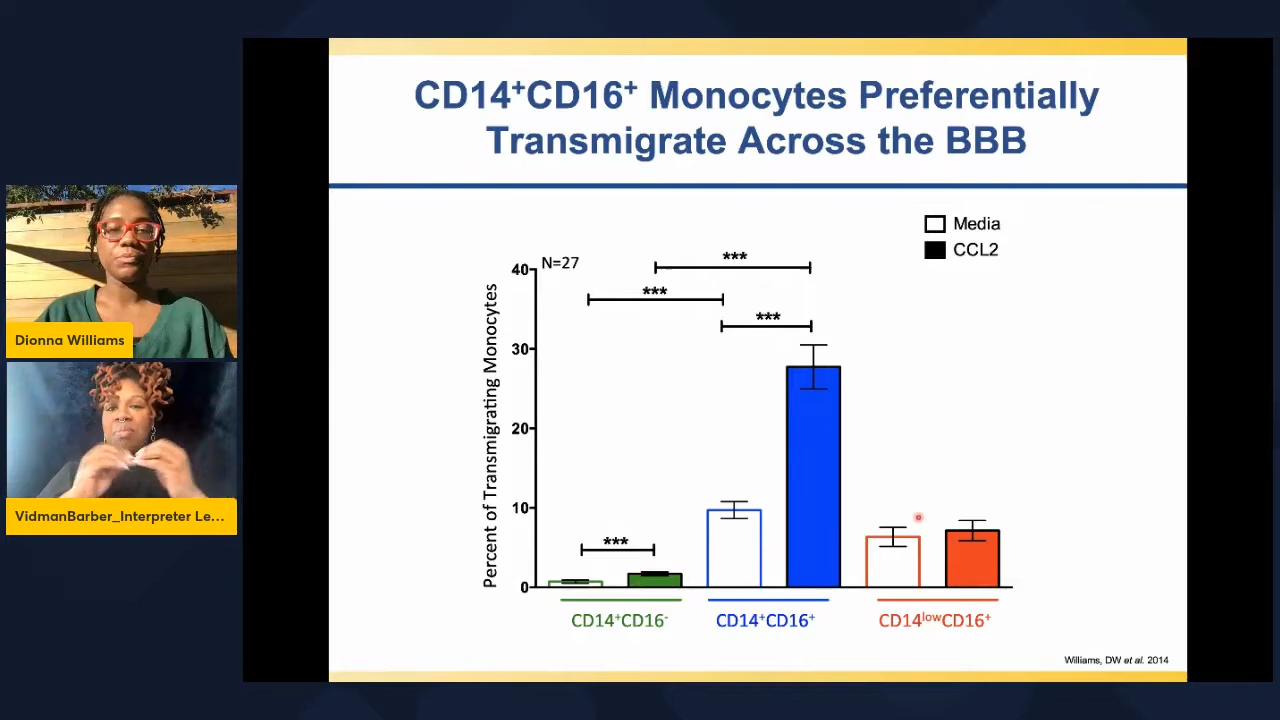 CD14⁺CD16⁺ Monocytes Preferentially
Transmigrate Across the BBB
Media
CCL2
N=27
***
***
***
***
Percent of Transmigrating Monocytes
40
30
20
10
0
CD14⁺CD16⁻
CD14⁺CD16⁺
CD14ˡᵒʷCD16⁺
Williams, DW et al. 2014
Dionna Williams
VidmanBarber_Interpreter Le...